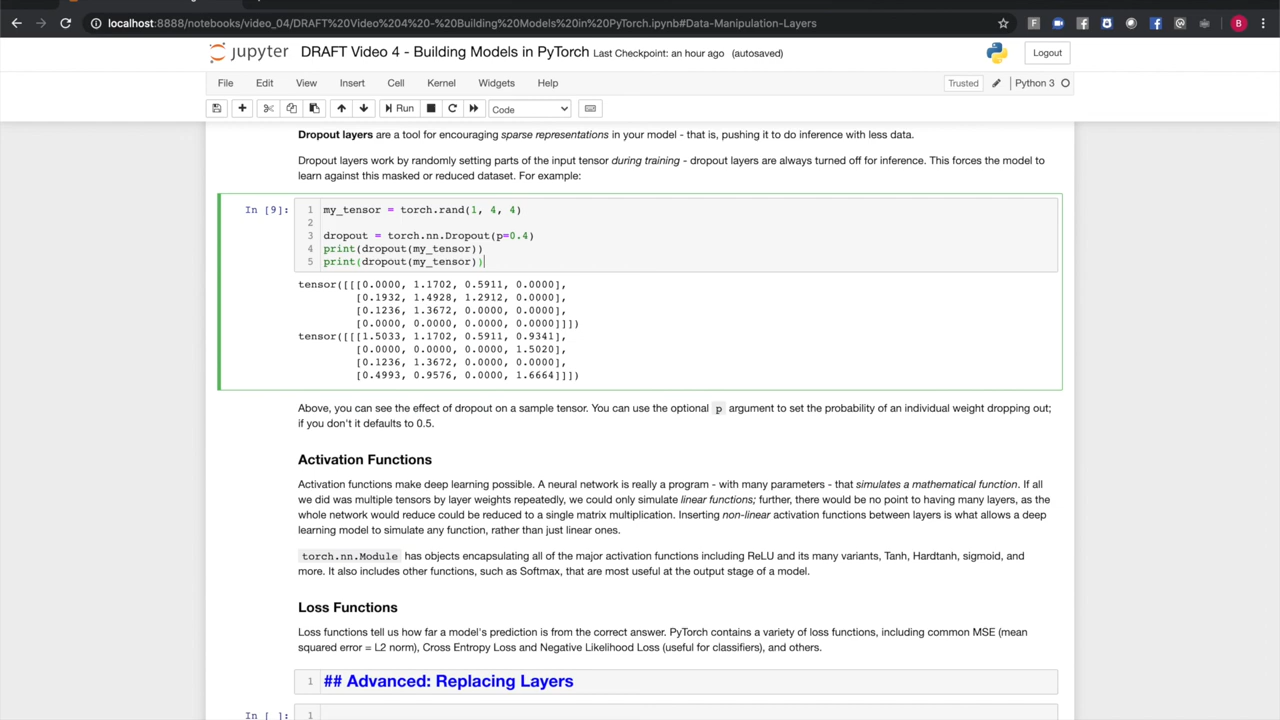 localhost:8888/notebooks/video_04/DRAFT%20Video%204%20-%20Building%20Models%20in%20PyTorch.ipynb#Data-Manipulation-Layers
jupyter DRAFT Video 4 - Building Models in PyTorch Last Checkpoint: an hour ago (autosaved) Logout
File Edit View Insert Cell Kernel Widgets Help Trusted Python 3
Run Code
Dropout layers are a tool for encouraging sparse representations in your model - that is, pushing it to do inference with less data.
Dropout layers work by randomly setting parts of the input tensor during training - dropout layers are always turned off for inference. This forces the model to
learn against this masked or reduced dataset. For example:
In [9]: 1 my_tensor = torch.rand(1, 4, 4)
2
3 dropout = torch.nn.Dropout(p=0.4)
4 print(dropout(my_tensor))
5 print(dropout(my_tensor))
tensor([[[0.0000, 1.1702, 0.5911, 0.0000],
[0.1932, 1.4928, 1.2912, 0.0000],
[0.1236, 1.3672, 0.0000, 0.0000],
[0.0000, 0.0000, 0.0000, 0.0000]]])
tensor([[[1.5033, 1.1702, 0.5911, 0.9341],
[0.0000, 0.0000, 0.0000, 1.5020],
[0.1236, 1.3672, 0.0000, 0.0000],
[0.4993, 0.9576, 0.0000, 1.6664]]])
Above, you can see the effect of dropout on a sample tensor. You can use the optional p argument to set the probability of an individual weight dropping out;
if you don't it defaults to 0.5.
Activation Functions
Activation functions make deep learning possible. A neural network is really a program - with many parameters - that simulates a mathematical function. If all
we did was multiple tensors by layer weights repeatedly, we could only simulate linear functions; further, there would be no point to having many layers, as the
whole network would reduce could be reduced to a single matrix multiplication. Inserting non-linear activation functions between layers is what allows a deep
learning model to simulate any function, rather than just linear ones.
torch.nn.Module has objects encapsulating all of the major activation functions including ReLU and its many variants, Tanh, Hardtanh, sigmoid, and
more. It also includes other functions, such as Softmax, that are most useful at the output stage of a model.
Loss Functions
Loss functions tell us how far a model's prediction is from the correct answer. PyTorch contains a variety of loss functions, including common MSE (mean
squared error = L2 norm), Cross Entropy Loss and Negative Likelihood Loss (useful for classifiers), and others.
1 ## Advanced: Replacing Layers
In [ ]: 1